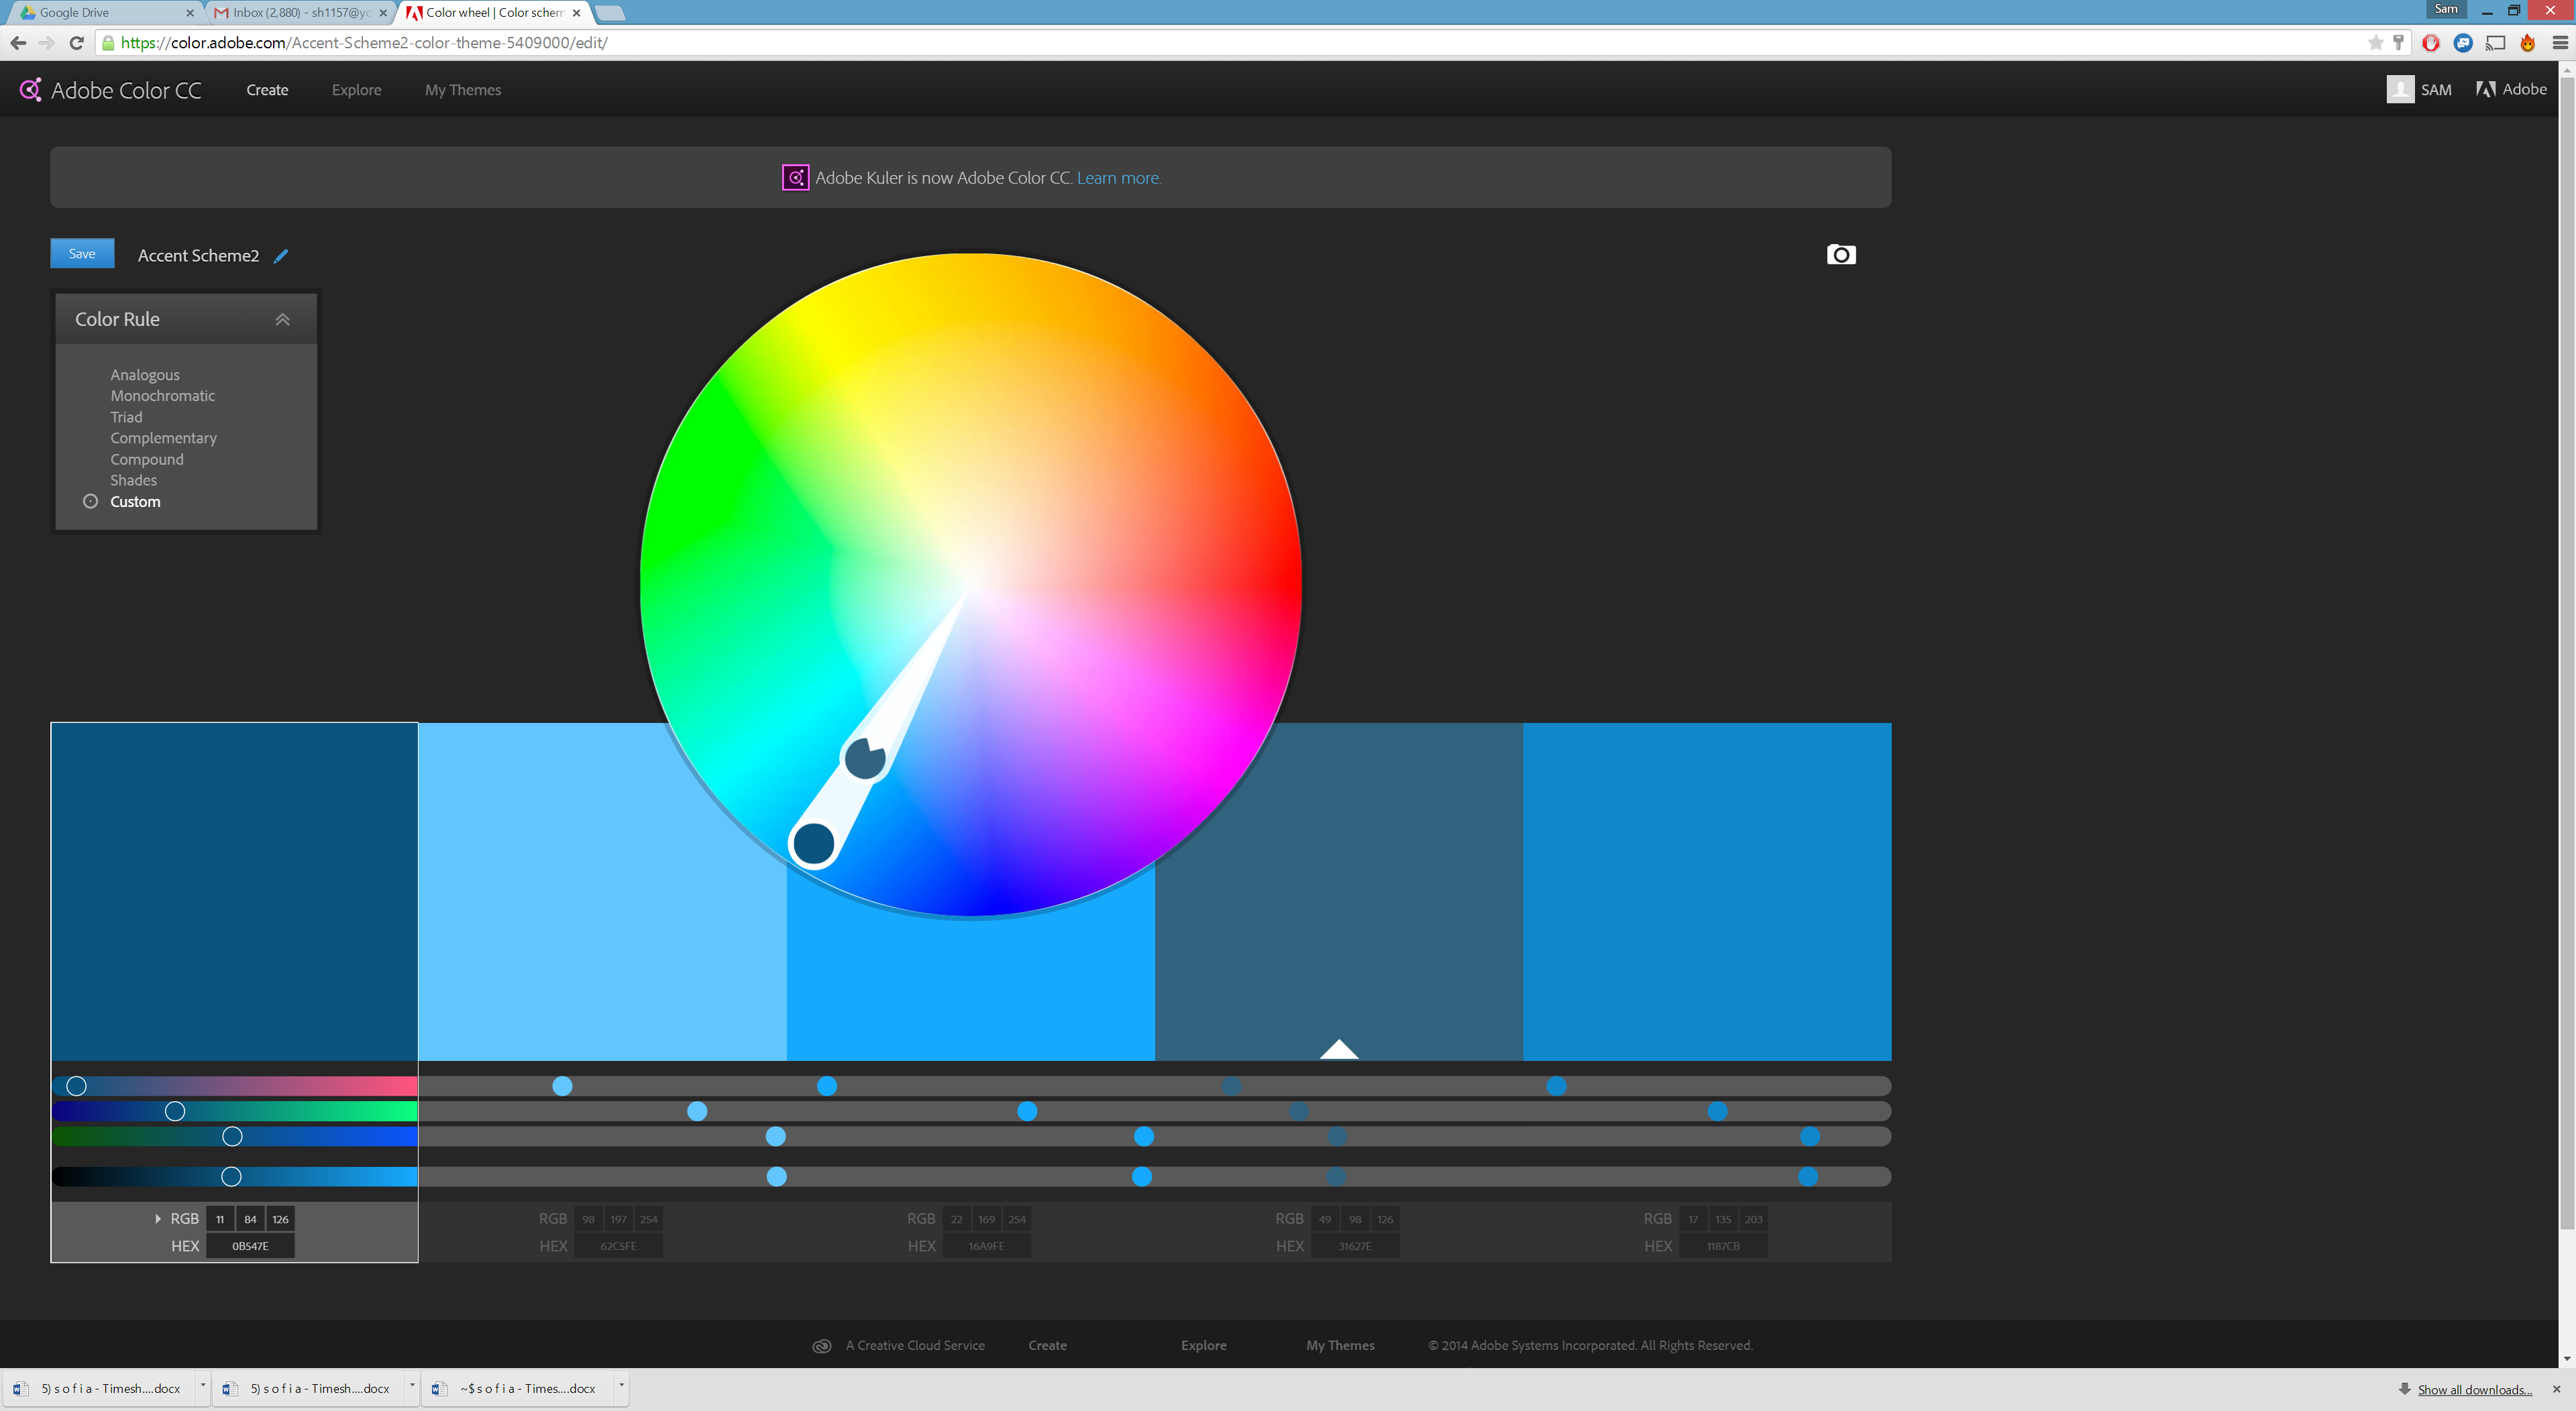 Google Drive
Inbox (2,880) - sh1157@yc
Color wheel | Color schem
Sam
https://color.adobe.com/Accent-Scheme2-color-theme-5409000/edit/
Adobe Color CC
Create
Explore
My Themes
SAM
Adobe
Adobe Kuler is now Adobe Color CC. Learn more.
Save
Accent Scheme2
Color Rule
Analogous
Monochromatic
Triad
Complementary
Compound
Shades
Custom
RGB 11 84 126
HEX 0B547E
RGB 98 197 254
HEX 62C5FE
RGB 22 169 254
HEX 16A9FE
RGB 49 98 126
HEX 31627E
RGB 17 135 203
HEX 1187CB
A Creative Cloud Service
Create
Explore
My Themes
© 2014 Adobe Systems Incorporated. All Rights Reserved.
5) s o f i a - Timesh....docx
5) s o f i a - Timesh....docx
~$ s o f i a - Times....docx
Show all downloads...